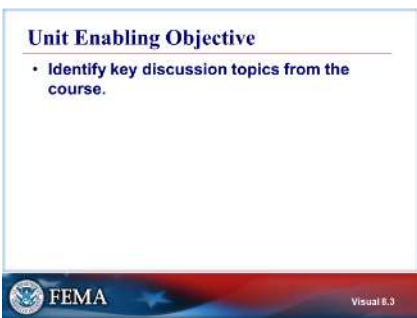 Unit Enabling Objective
• Identify key discussion topics from the
course.
FEMA
Visual 8.3